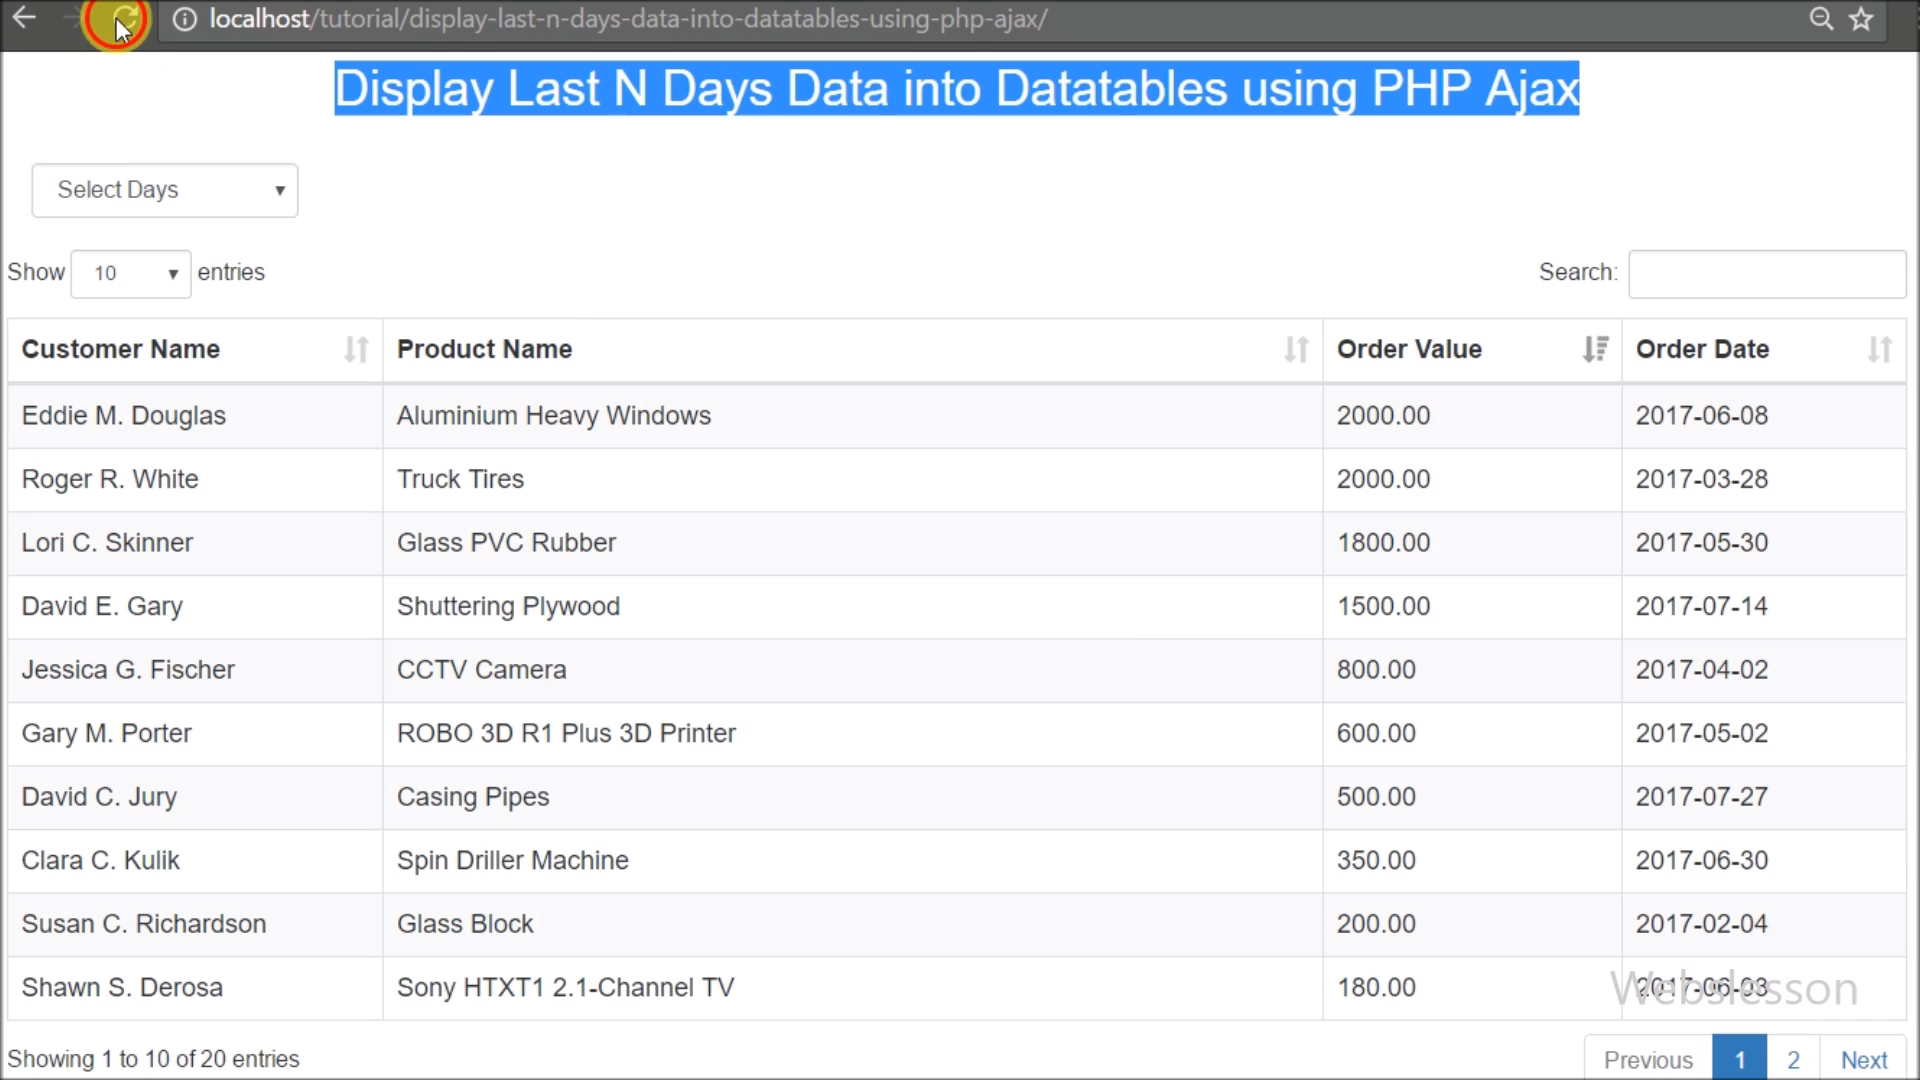 localhost/tutorial/display-last-n-days-data-into-datatables-using-php-ajax/
Display Last N Days Data into Datatables using PHP Ajax
Select Days
Show 10 entries Search:
Customer Name Product Name Order Value Order Date
Eddie M. Douglas Aluminium Heavy Windows 2000.00 2017-06-08
Roger R. White Truck Tires 2000.00 2017-03-28
Lori C. Skinner Glass PVC Rubber 1800.00 2017-05-30
David E. Gary Shuttering Plywood 1500.00 2017-07-14
Jessica G. Fischer CCTV Camera 800.00 2017-04-02
Gary M. Porter ROBO 3D R1 Plus 3D Printer 600.00 2017-05-02
David C. Jury Casing Pipes 500.00 2017-07-27
Clara C. Kulik Spin Driller Machine 350.00 2017-06-30
Susan C. Richardson Glass Block 200.00 2017-02-04
Shawn S. Derosa Sony HTXT1 2.1-Channel TV 180.00 2017-06-03
Webslesson
Showing 1 to 10 of 20 entries Previous 1 2 Next